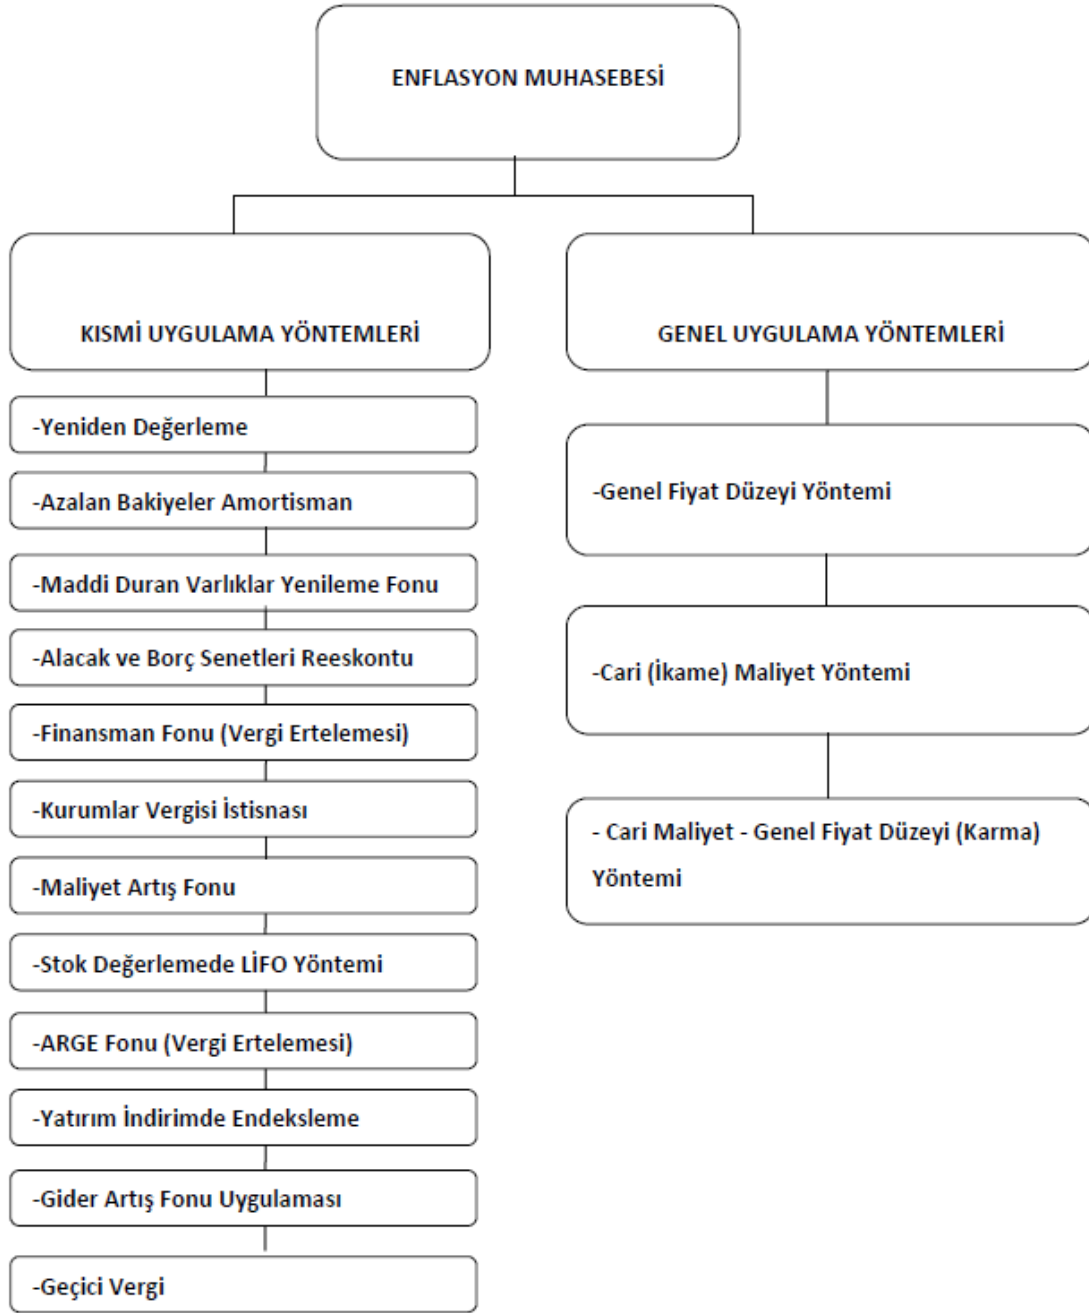 ENFLASYON MUHASEBESİ
KISMİ UYGULAMA YÖNTEMLERİ
-Yeniden Değerleme
-Azalan Bakiyeler Amortisman
-Maddi Duran Varlıklar Yenileme Fonu
-Alacak ve Borç Senetleri Reeskontu
-Finansman Fonu (Vergi Ertelemesi)
-Kurumlar Vergisi İstisnası
-Maliyet Artış Fonu
-Stok Değerlemede LİFO Yöntemi
-ARGE Fonu (Vergi Ertelemesi)
-Yatırım İndirimde Endeksleme
-Gider Artış Fonu Uygulaması
-Geçici Vergi
GENEL UYGULAMA YÖNTEMLERİ
-Genel Fiyat Düzeyi Yöntemi
-Cari (İkame) Maliyet Yöntemi
- Cari Maliyet - Genel Fiyat Düzeyi (Karma)
Yöntemi